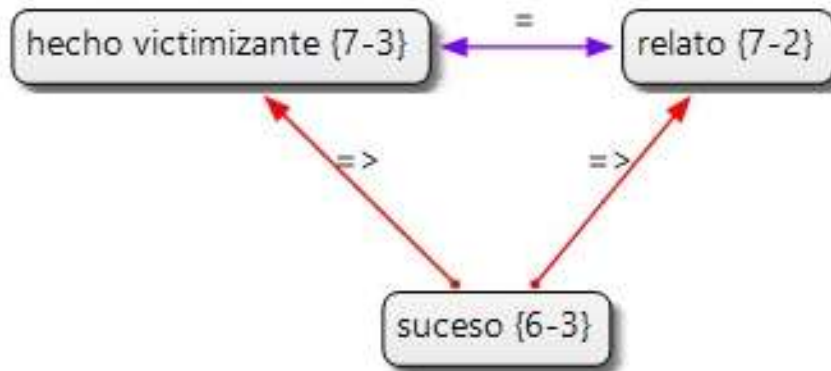 =
hecho victimizante {7-3}
relato {7-2}
=>
=>
suceso {6-3}